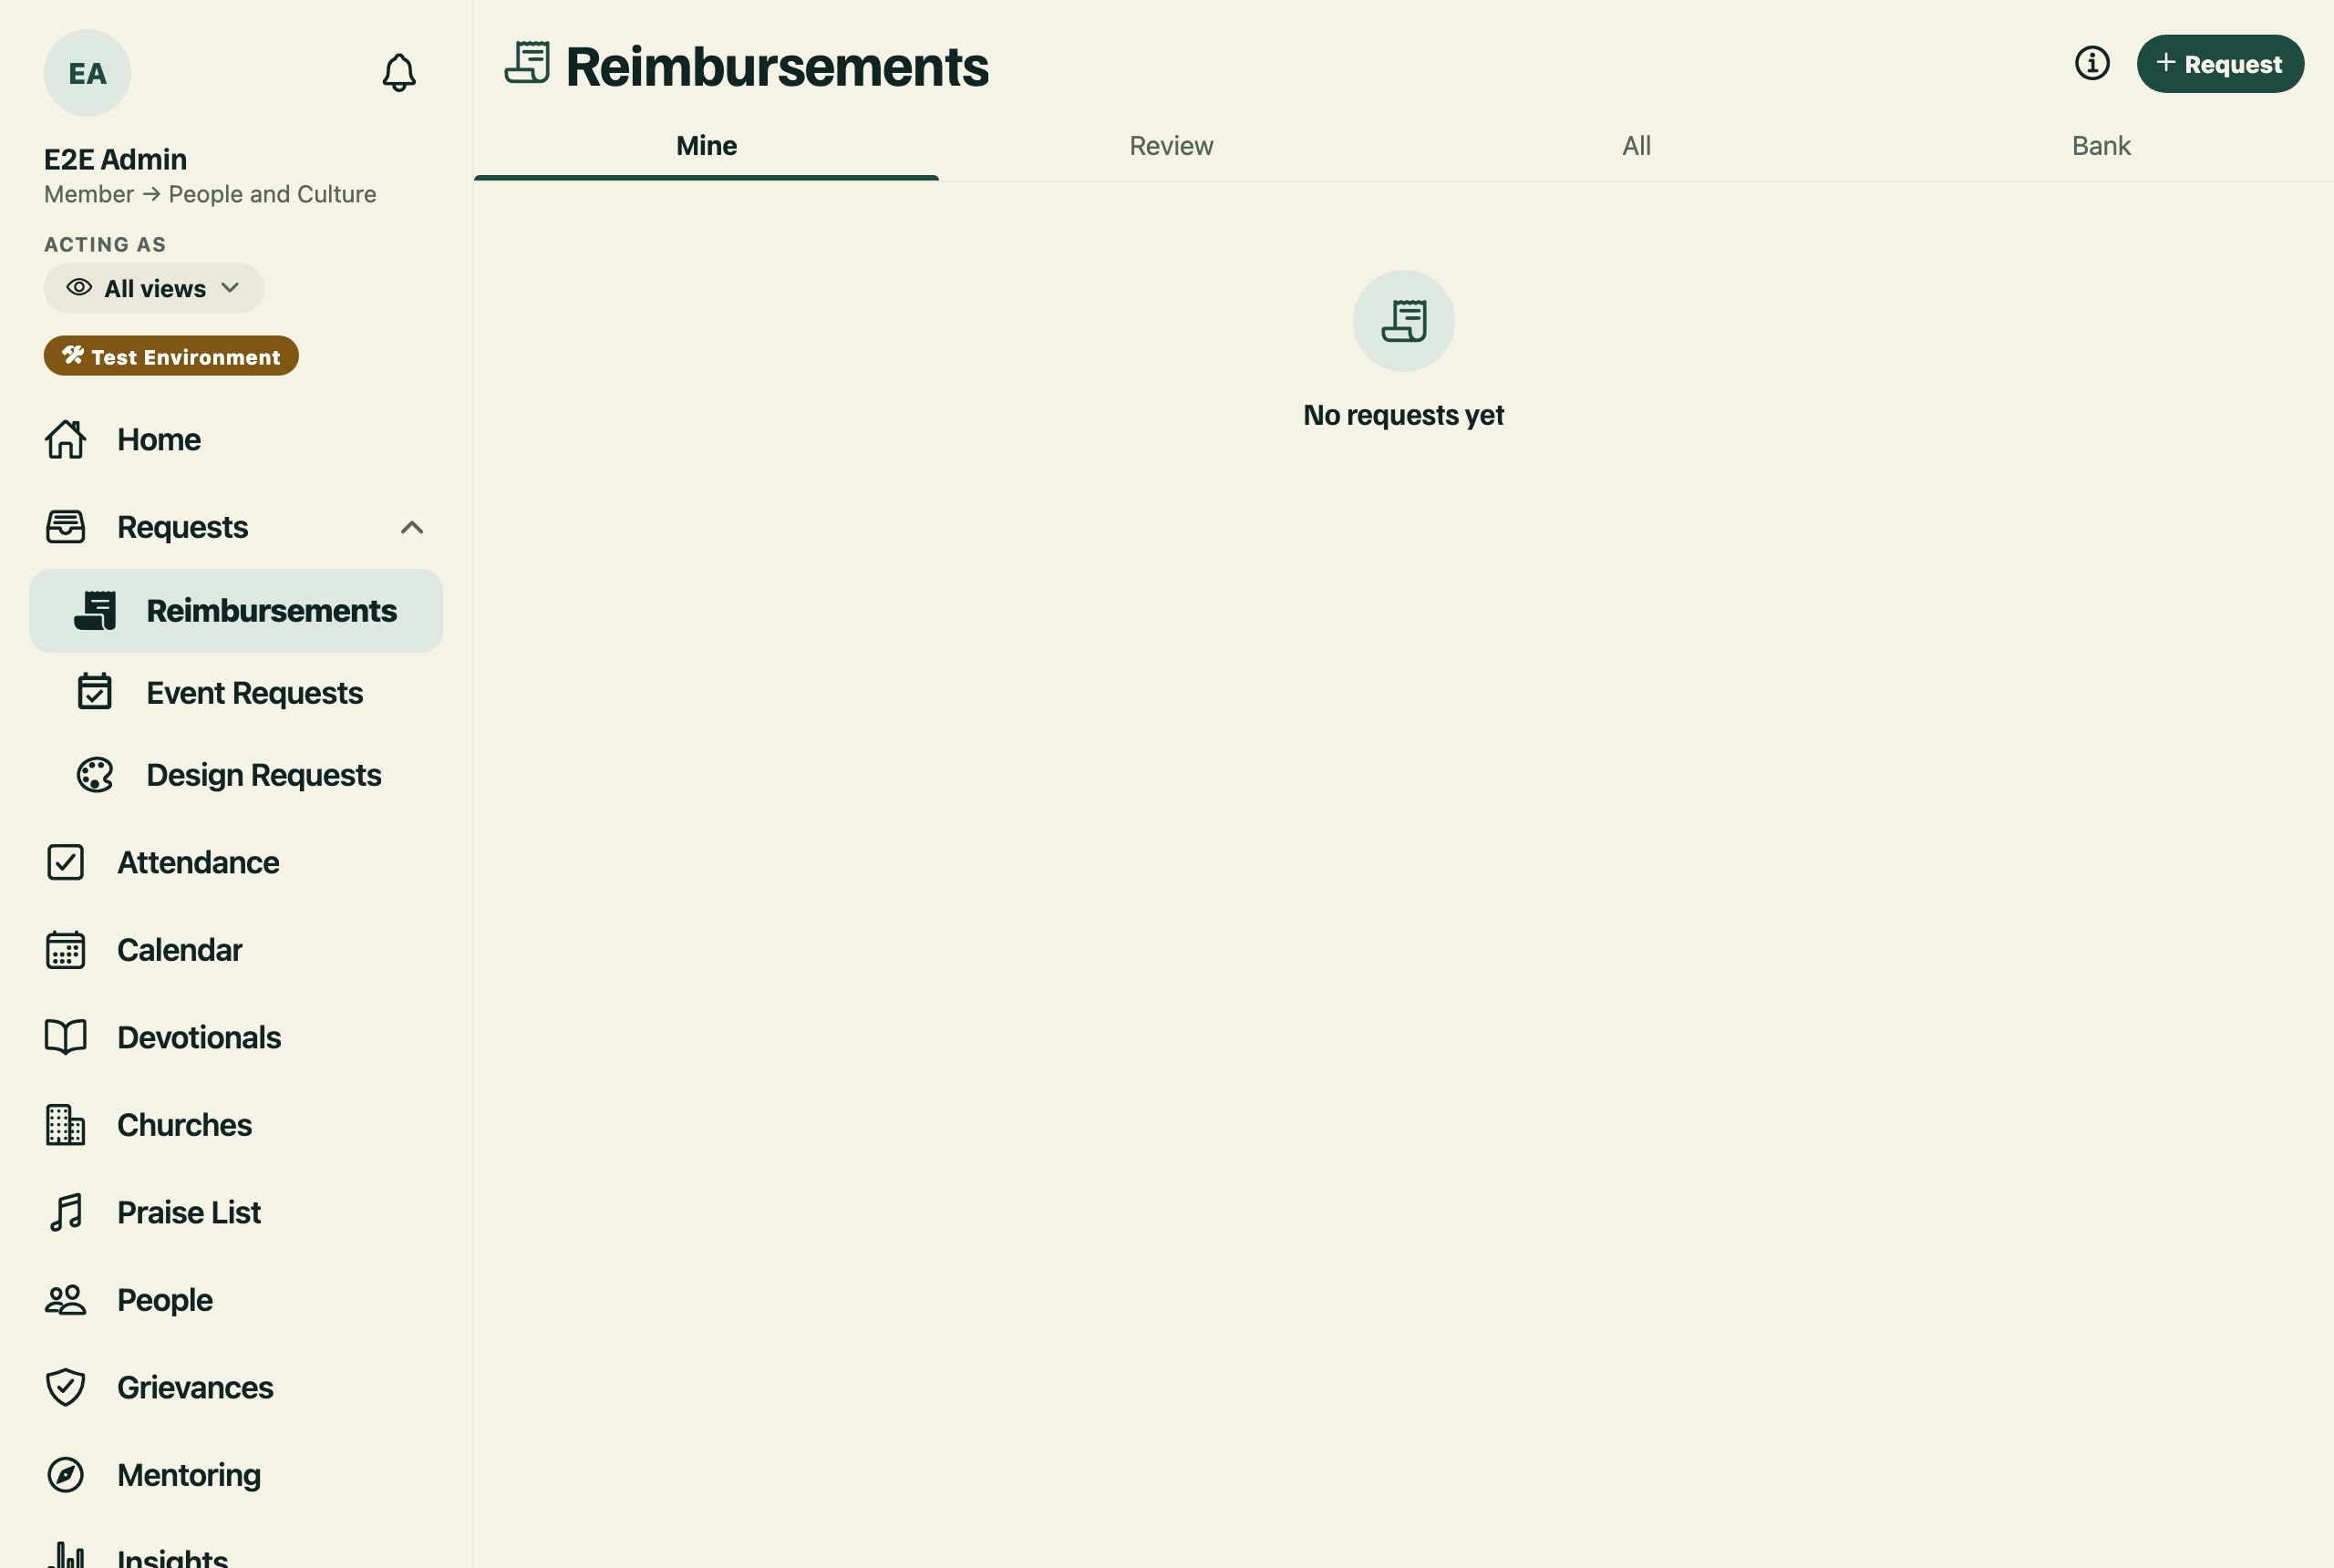 EA
E2E Admin
Member → People and Culture
ACTING AS
All views
🛠 Test Environment
Home
Requests
Reimbursements
Event Requests
Design Requests
Attendance
Calendar
Devotionals
Churches
Praise List
People
Grievances
Mentoring
Insights
Reimbursements
+ Request
Mine
Review
All
Bank
No requests yet